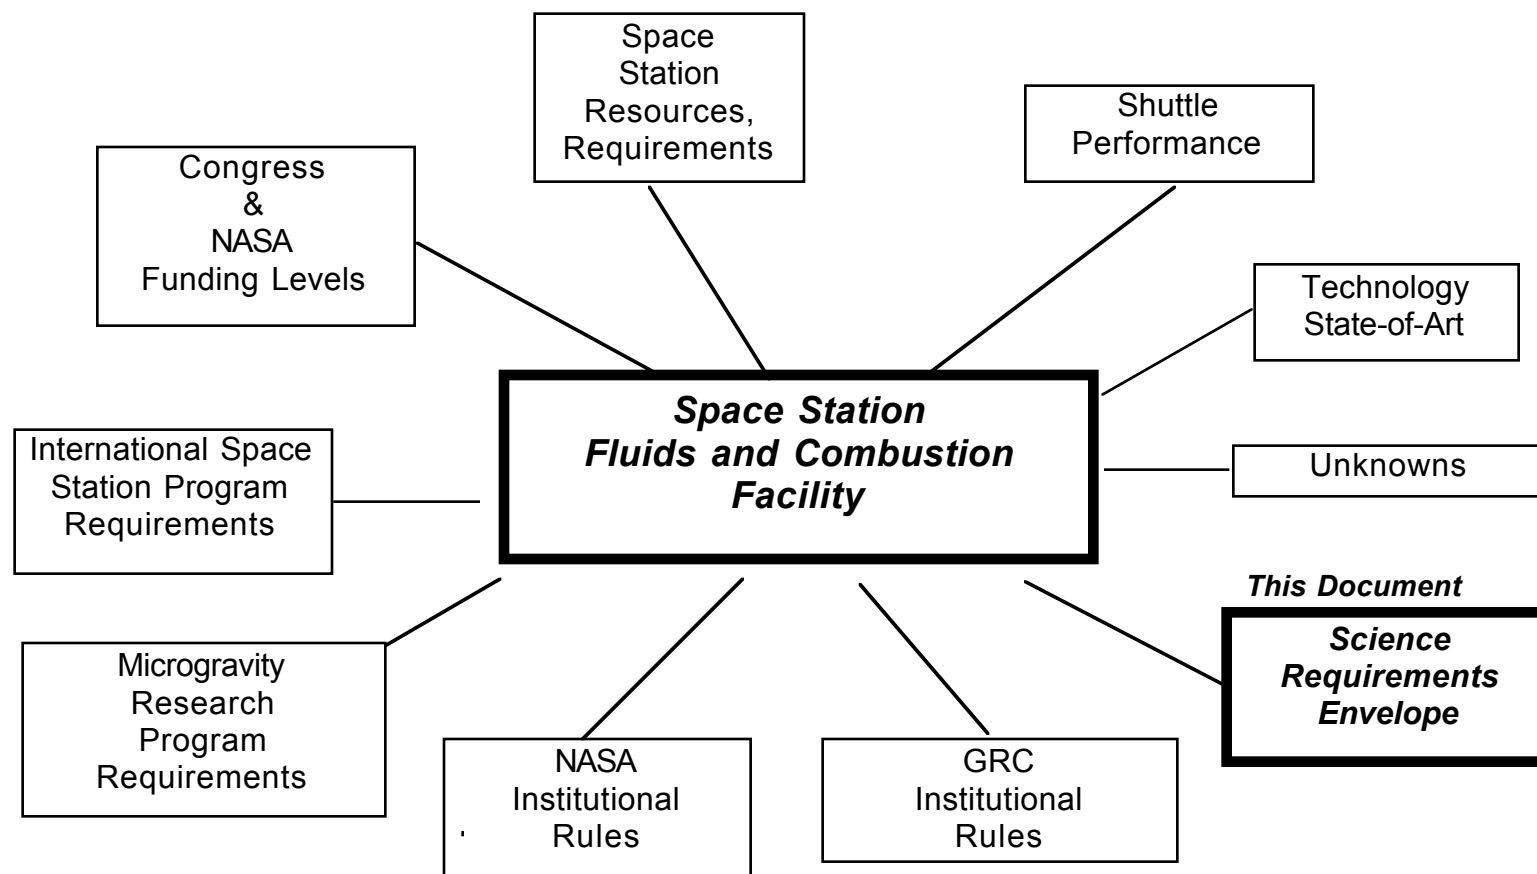 Space
Station
Resources,
Requirements
Shuttle
Performance
Congress
&
NASA
Funding Levels
Technology
State-of-Art
Space Station
Fluids and Combustion
Facility
International Space
Station Program
Requirements
Unknowns
This Document
Science
Requirements
Envelope
Microgravity
Research
Program
Requirements
NASA
Institutional
Rules
GRC
Institutional
Rules